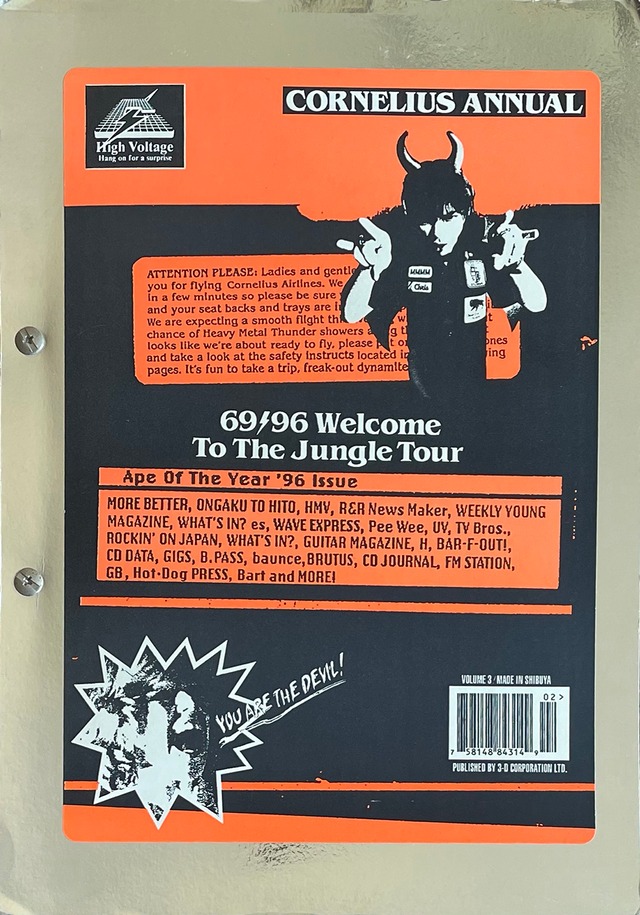 CORNELIUS ANNUAL
High Voltage
Hang on for a surprise
MMMM
Chris
ATTENTION PLEASE: Ladies and gentle
you for flying Cornelius Airlines. We
in a few minutes so please be sure
and your seat backs and trays are i
We are expecting a smooth flight th
chance of Heavy Metal Thunder showers
looks like we're about ready to fly, please
and take a look at the safety instructs located in
pages. It's fun to take a trip, freak-out dynamite
69/96 Welcome
To The Jungle Tour
Ape Of The Year '96 Issue
MORE BETTER, ONGAKU TO HITO, HMV, R&R News Maker, WEEKLY YOUNG
MAGAZINE, WHAT'S IN? es, WAVE EXPRESS, Pee Wee, UV, TV Bros.,
ROCKIN' ON JAPAN, WHAT'S IN?, GUITAR MAGAZINE, H, BAR-F-OUT!,
CD DATA, GIGS, B.PASS, baunce, BRUTUS, CD JOURNAL, FM STATION,
GB, Hot•Dog PRESS, Bart and MORE!
YOU ARE THE DEVIL!
VOLUME 3 / MADE IN SHIBUYA
02>
7 58148 84314 9
PUBLISHED BY 3-D CORPORATION LTD.